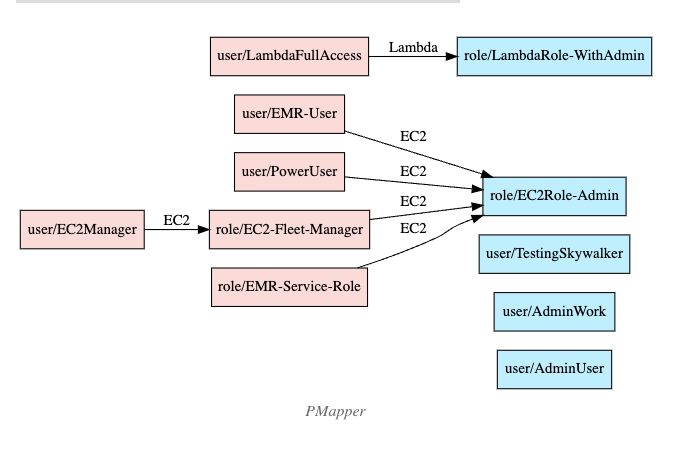 user/LambdaFullAccess
Lambda
role/LambdaRole-WithAdmin
user/EMR-User
EC2
user/PowerUser
EC2
role/EC2Role-Admin
user/EC2Manager
EC2
role/EC2-Fleet-Manager
EC2
EC2
user/TestingSkywalker
role/EMR-Service-Role
user/AdminWork
user/AdminUser
PMapper